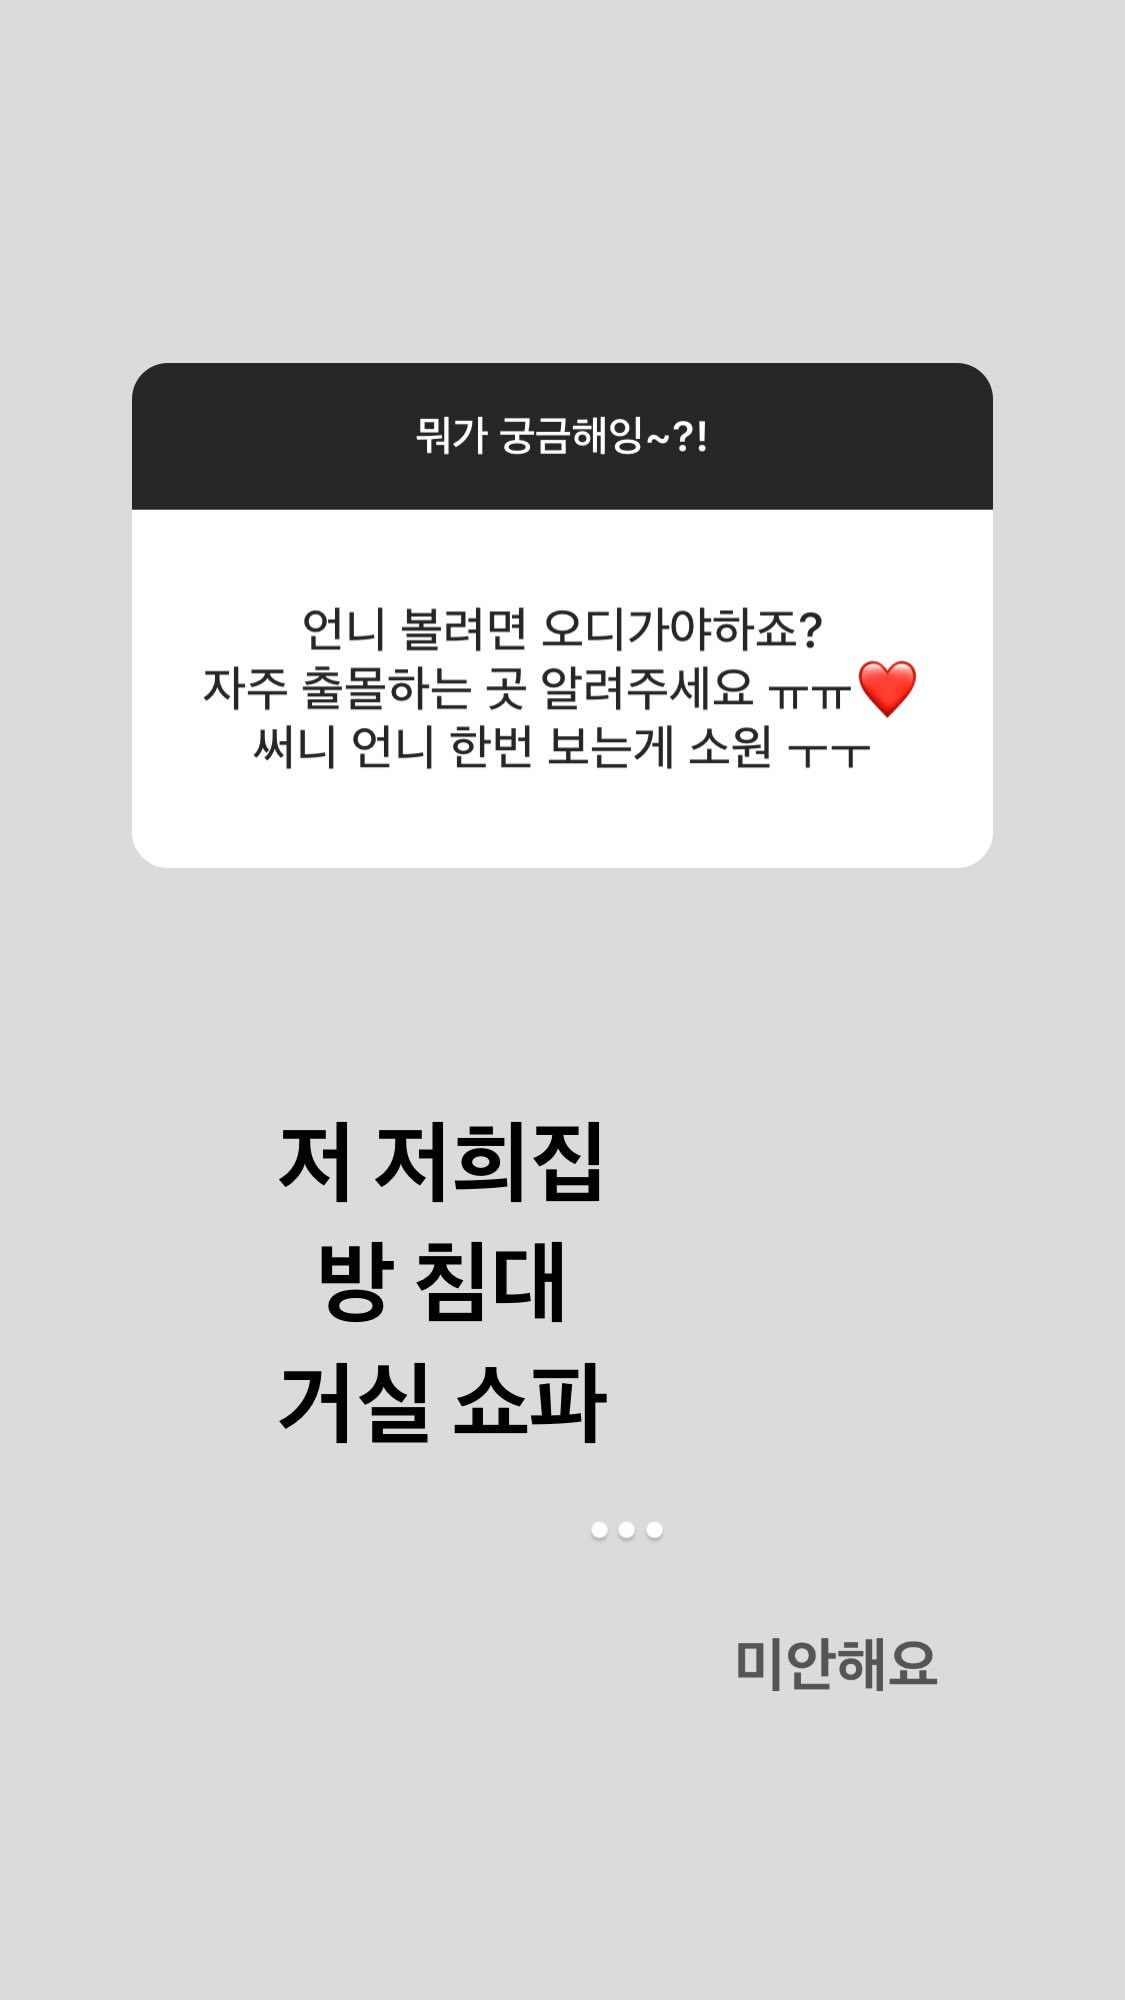 뭐가 궁금해잉~?!
언니 볼려면 오디가야하죠?
자주 출몰하는 곳 알려주세요 ㅠㅠ❤️
써니 언니 한번 보는게 소원 ㅜㅜ
저 저희집
방 침대
거실 쇼파
...
미안해요